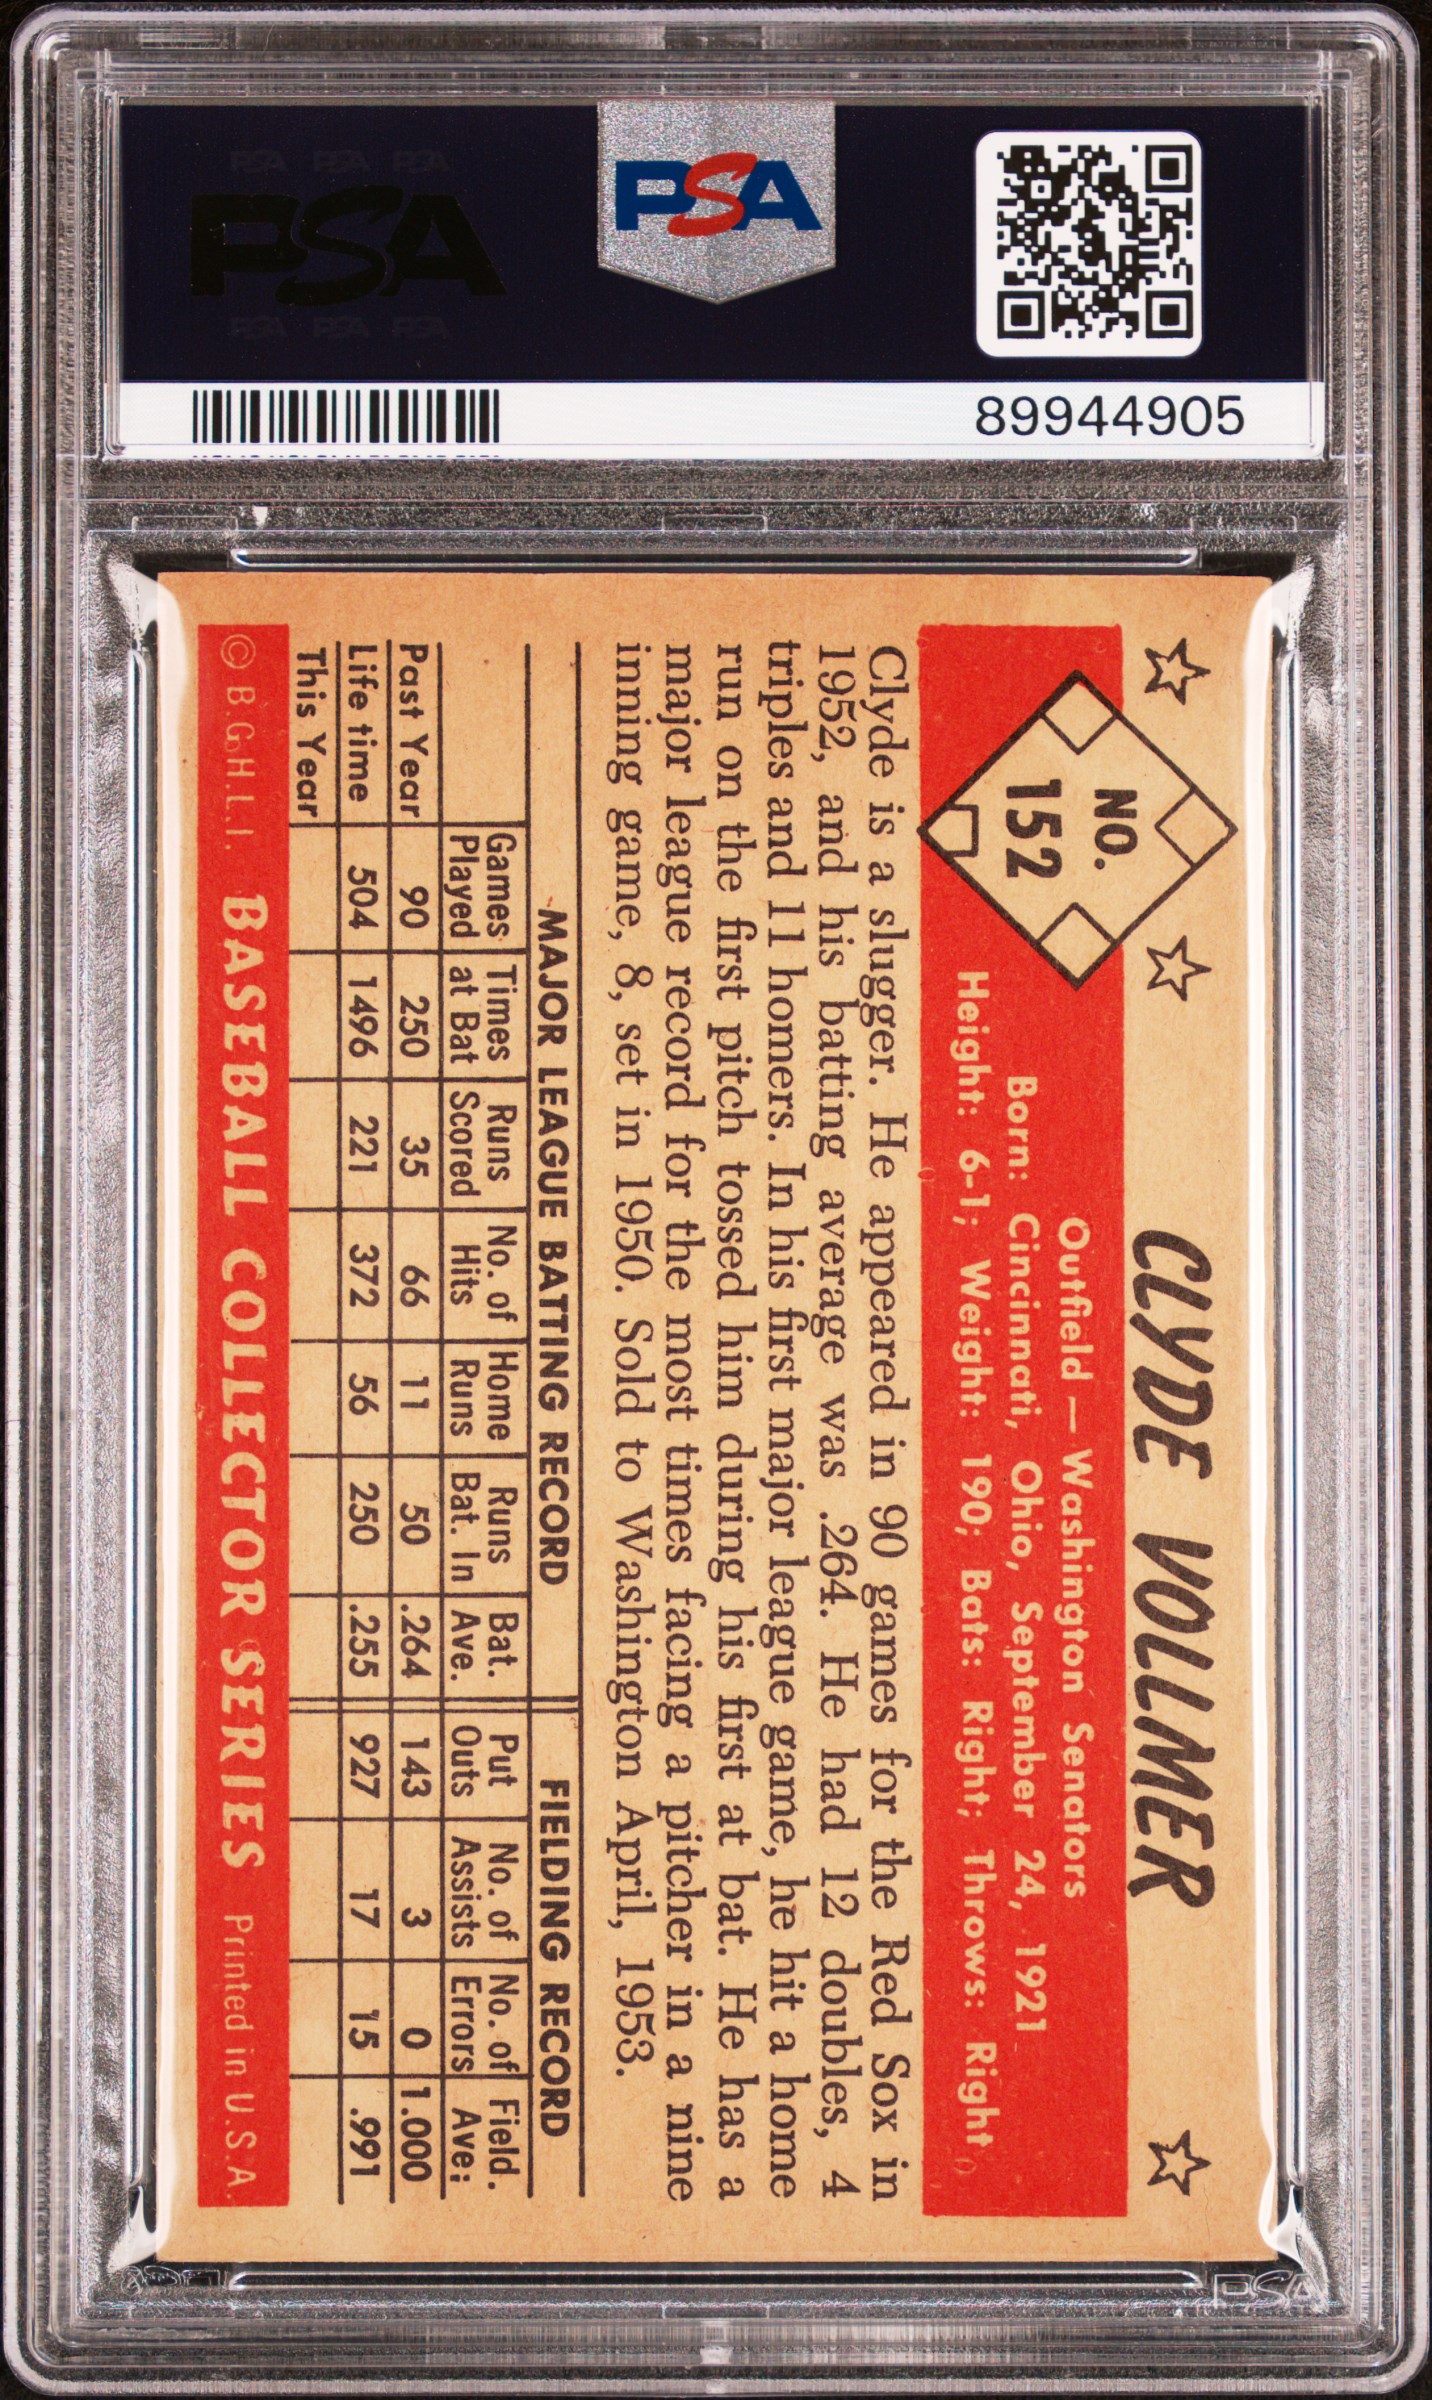 PSA PSA PSA
PSA
PSA PSA PSA
PSA
89944905
CLYDE VOLLMER
NO. 152
Outfield — Washington Senators
Born: Cincinnati, Ohio, September 24, 1921
Height: 6-1; Weight: 190; Bats: Right; Throws: Right
Clyde is a slugger. He appeared in 90 games for the Red Sox in
1952, and his batting average was .264. He had 12 doubles, 4
triples and 11 homers. In his first major league game, he hit a home
run on the first pitch tossed him during his first at bat. He has a
major league record for the most times facing a pitcher in a nine
inning game, 8, set in 1950. Sold to Washington April, 1953.
MAJOR LEAGUE BATTING RECORD FIELDING RECORD
Games Played Times at Bat Runs Scored No. of Hits Home Runs Runs Bat. In Bat. Ave. Put Outs No. of Assists No. of Errors Field. Ave:
Past Year 90 250 35 66 11 50 .264 143 3 0 1.000
Life time 504 1496 221 372 56 250 .255 927 17 15 .991
This Year
© B.G.H.L.I. BASEBALL COLLECTOR SERIES Printed in U.S.A.
PSA